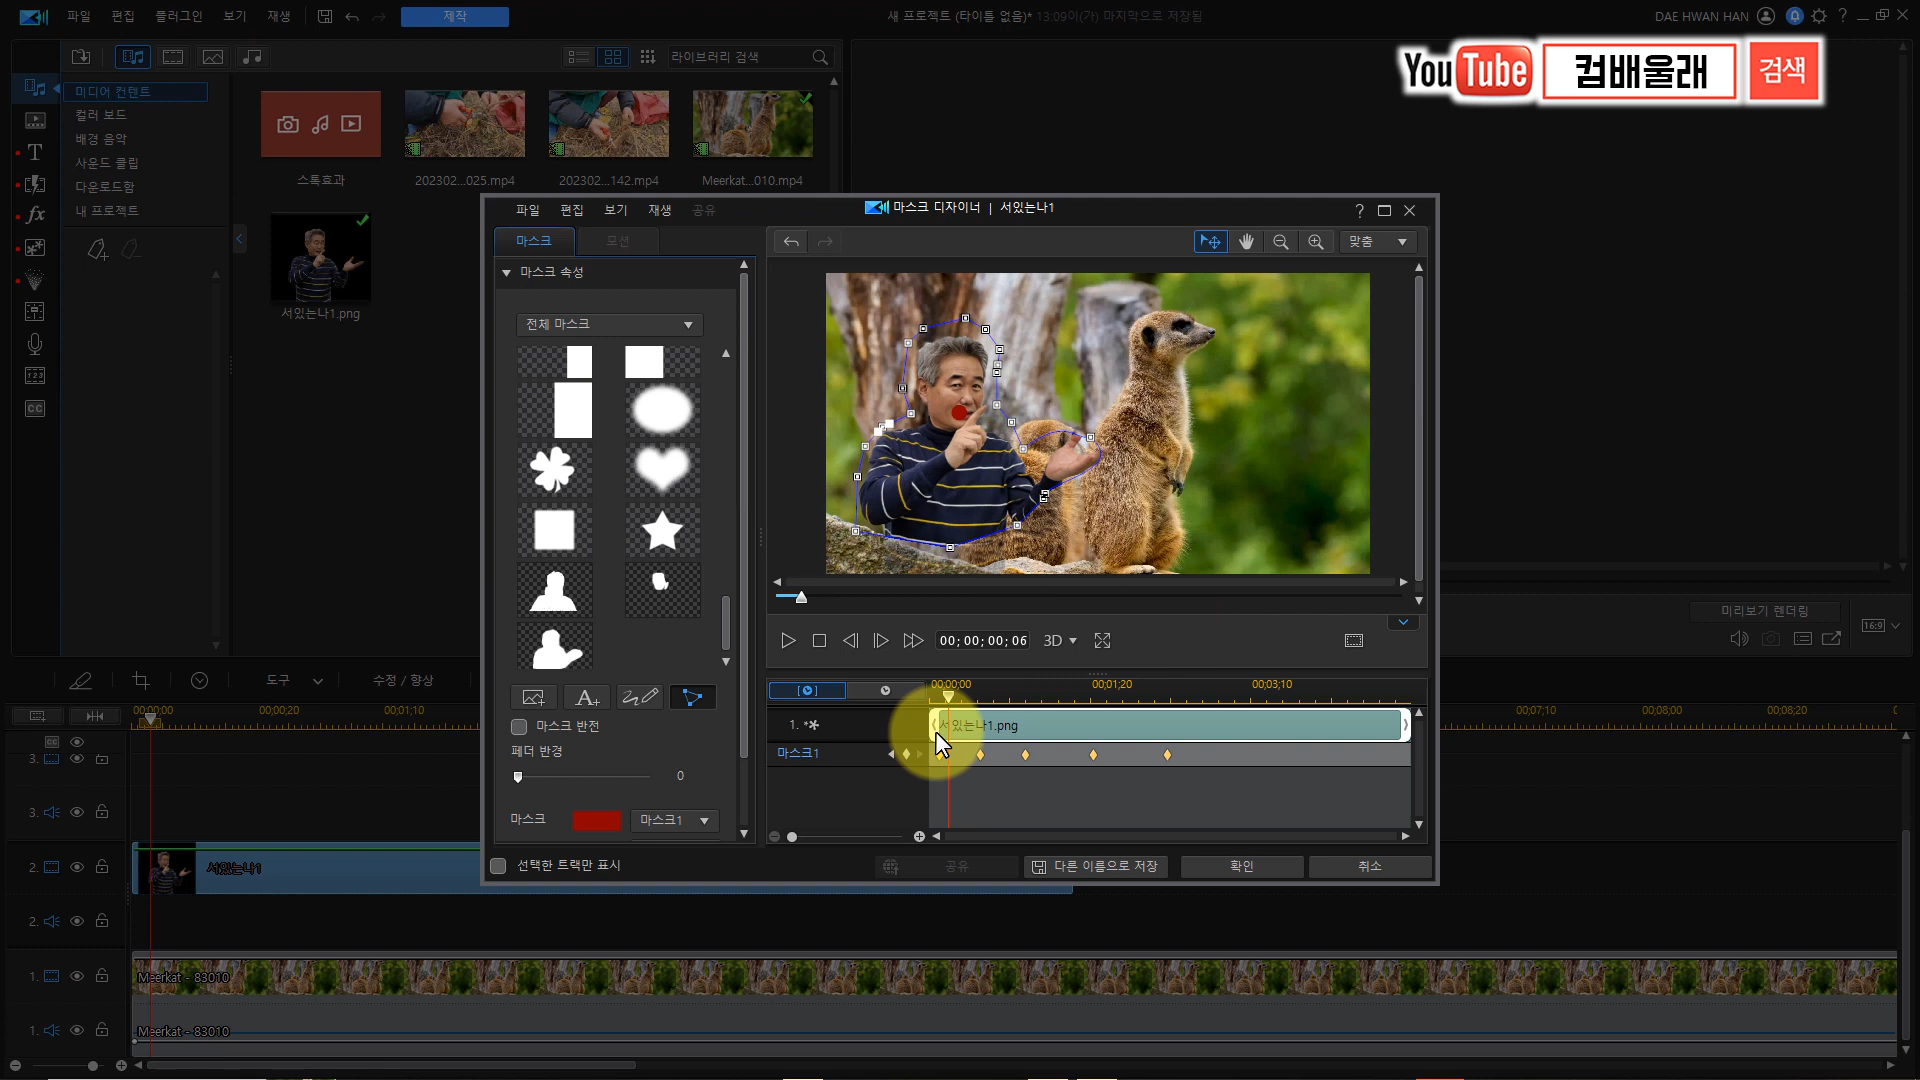 파일 편집 플러그인 보기 재생
제작
새 프로젝트 (타이틀 없음)* 13:09이(가) 마지막으로 저장됨
DAE HWAN HAN
라이브러리 검색
YouTube 컴배울래 검색
미디어 컨텐트
컬러 보드
배경 음악
사운드 클립
다운로드함
내 프로젝트
스톡효과
202302...025.mp4
202302...142.mp4
Meerkat...010.mp4
서있는나1.png
T
fx
CC
파일 편집 보기 재생 공유
마스크 디자이너 | 서있는나1
마스크 모션
맞춤
마스크 속성
전체 마스크
마스크 반전
페더 반경
0
마스크
마스크1
선택한 트랙만 표시
00;00;00;06
3D
00;00;00 00;01;20 00;03;10
1.
서있는나1.png
마스크1
공유
다른 이름으로 저장
확인
취소
미리보기 렌더링
16:9
도구
수정 / 향상
00;00;00 00;00;20 00;01;10 00;07;10 00;08;00 00;08;20
3.
3.
2.
서있는나1
2.
1.
Meerkat - 83010
1.
Meerkat - 83010